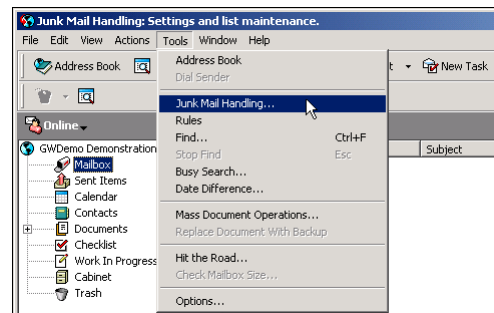 Junk Mail Handling: Settings and list maintenance.
File Edit View Actions Tools Window Help
Address Book
New Task
Online
GWDemo Demonstration
Mailbox
Sent Items
Calendar
Contacts
Documents
Checklist
Work In Progress
Cabinet
Trash
Address Book
Dial Sender
Junk Mail Handling...
Rules
Find... Ctrl+F
Stop Find Esc
Busy Search...
Date Difference...
Mass Document Operations...
Replace Document With Backup
Hit the Road...
Check Mailbox Size...
Options...
Subject